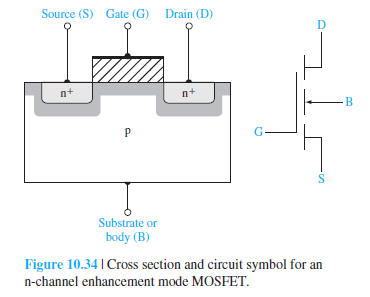 Source (S) Gate (G) Drain (D)
D
n+ n+
B
p
G
S
Substrate or
body (B)
Figure 10.34 | Cross section and circuit symbol for an
n-channel enhancement mode MOSFET.